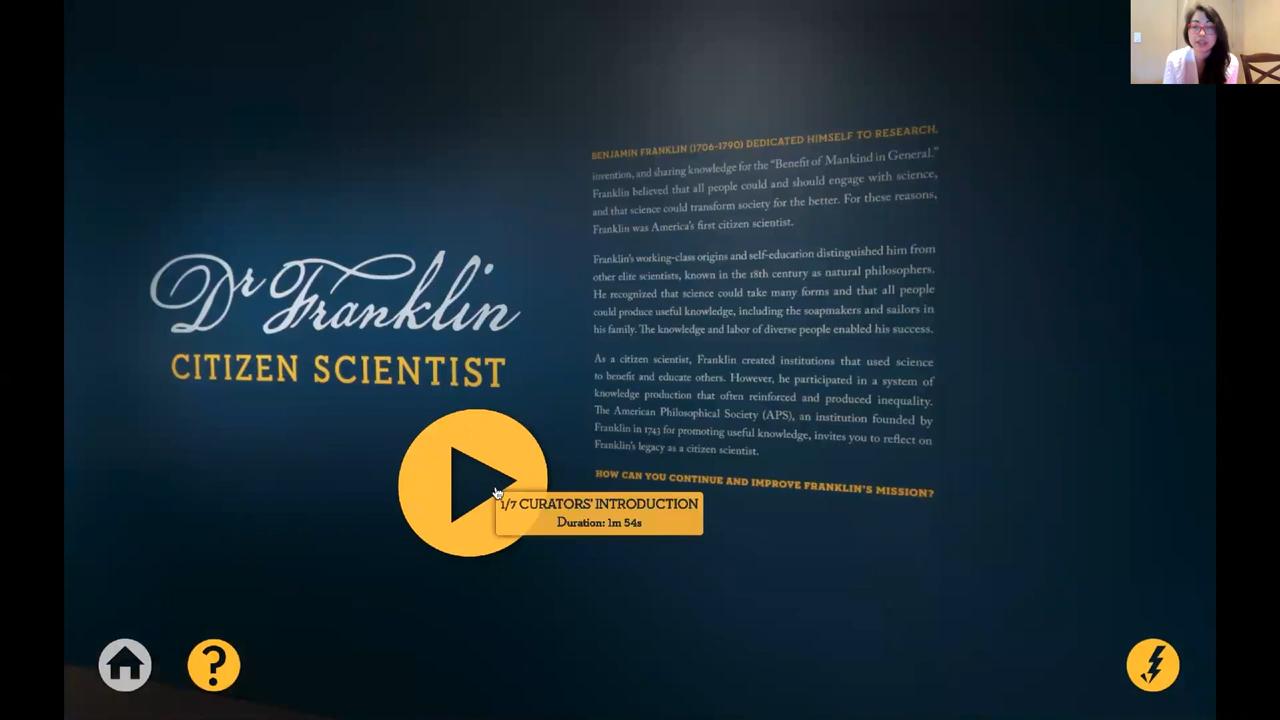 BENJAMIN FRANKLIN (1706-1790) DEDICATED HIMSELF TO RESEARCH,
invention, and sharing knowledge for the “Benefit of Mankind in General.”
Franklin believed that all people could and should engage with science,
and that science could transform society for the better. For these reasons,
Franklin was America's first citizen scientist.
Franklin's working-class origins and self-education distinguished him from
other elite scientists, known in the 18th century as natural philosophers.
He recognized that science could take many forms and that all people
could produce useful knowledge, including the soapmakers and sailors in
his family. The knowledge and labor of diverse people enabled his success.
As a citizen scientist, Franklin created institutions that used science
to benefit and educate others. However, he participated in a system of
knowledge production that often reinforced and produced inequality.
The American Philosophical Society (APS), an institution founded by
Franklin in 1743 for promoting useful knowledge, invites you to reflect on
Franklin's legacy as a citizen scientist.
HOW CAN YOU CONTINUE AND IMPROVE FRANKLIN'S MISSION?
Dr Franklin
CITIZEN SCIENTIST
1/7 CURATORS' INTRODUCTION
Duration: 1m 54s
?